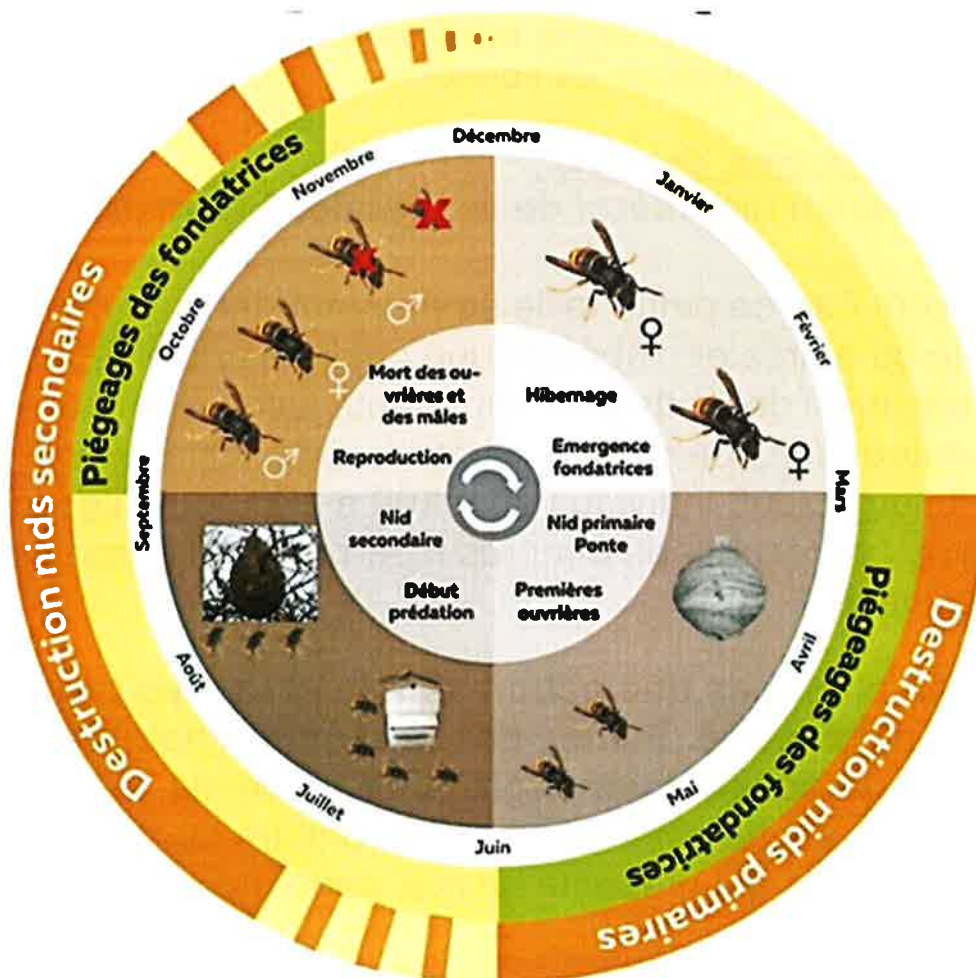 Décembre
Janvier
Février
Mars
Avril
Mai
Juin
Juillet
Août
Septembre
Octobre
Novembre
Piégeages des fondatrices
Destruction nids secondaires
Piégeages des fondatrices
Destruction nids primaires
Hibernage
Emergence
fondatrices
Nid primaire
Ponte
Premières
ouvrières
Début
prédation
Nid
secondaire
Reproduction
Mort des ou-
vrières et
des mâles